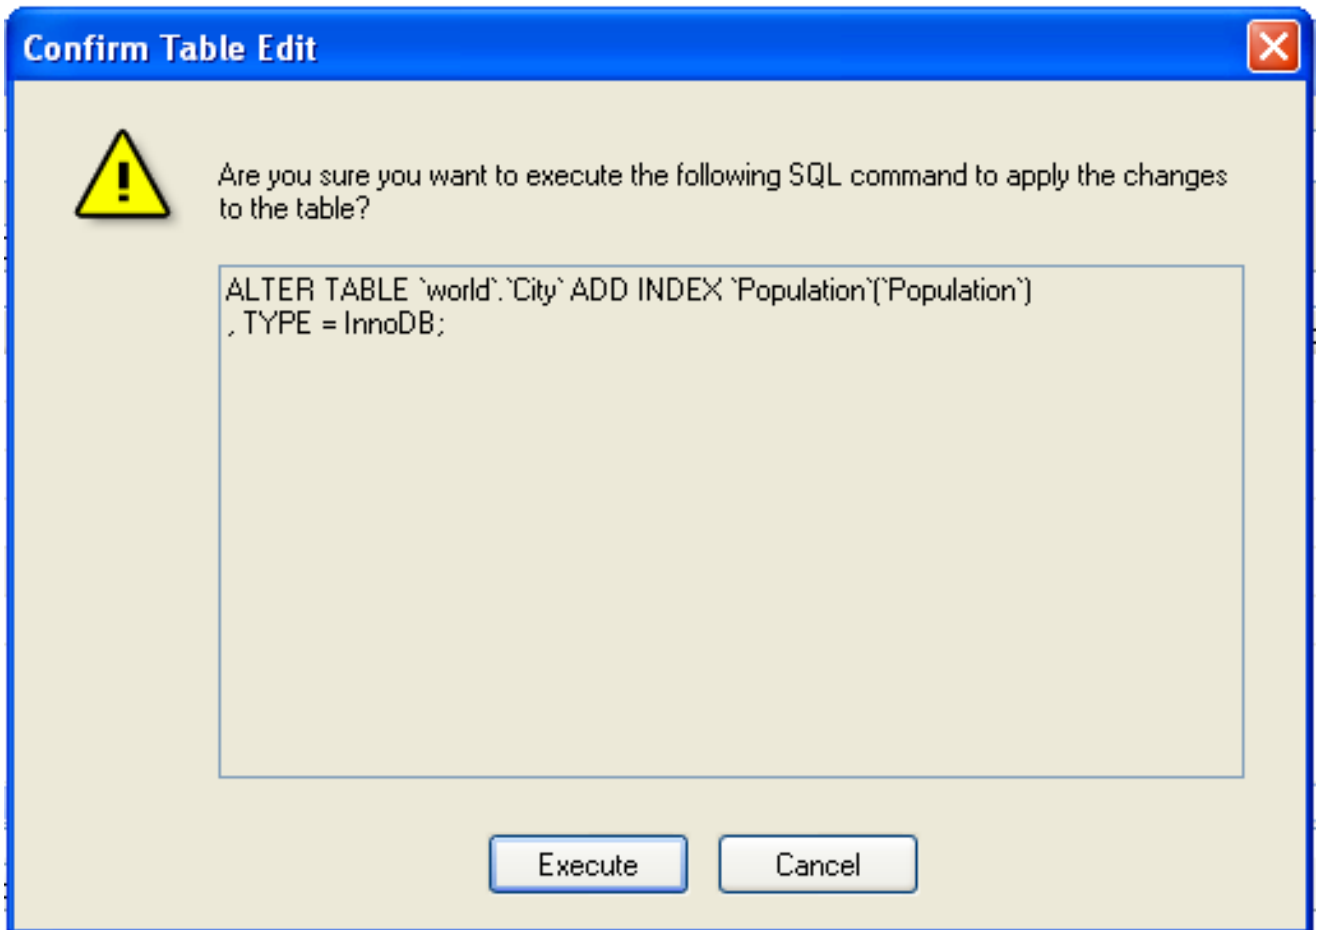 Confirm Table Edit
Are you sure you want to execute the following SQL command to apply the changes
to the table?
ALTER TABLE `world`.`City` ADD INDEX `Population`(`Population`)
, TYPE = InnoDB;
Execute
Cancel